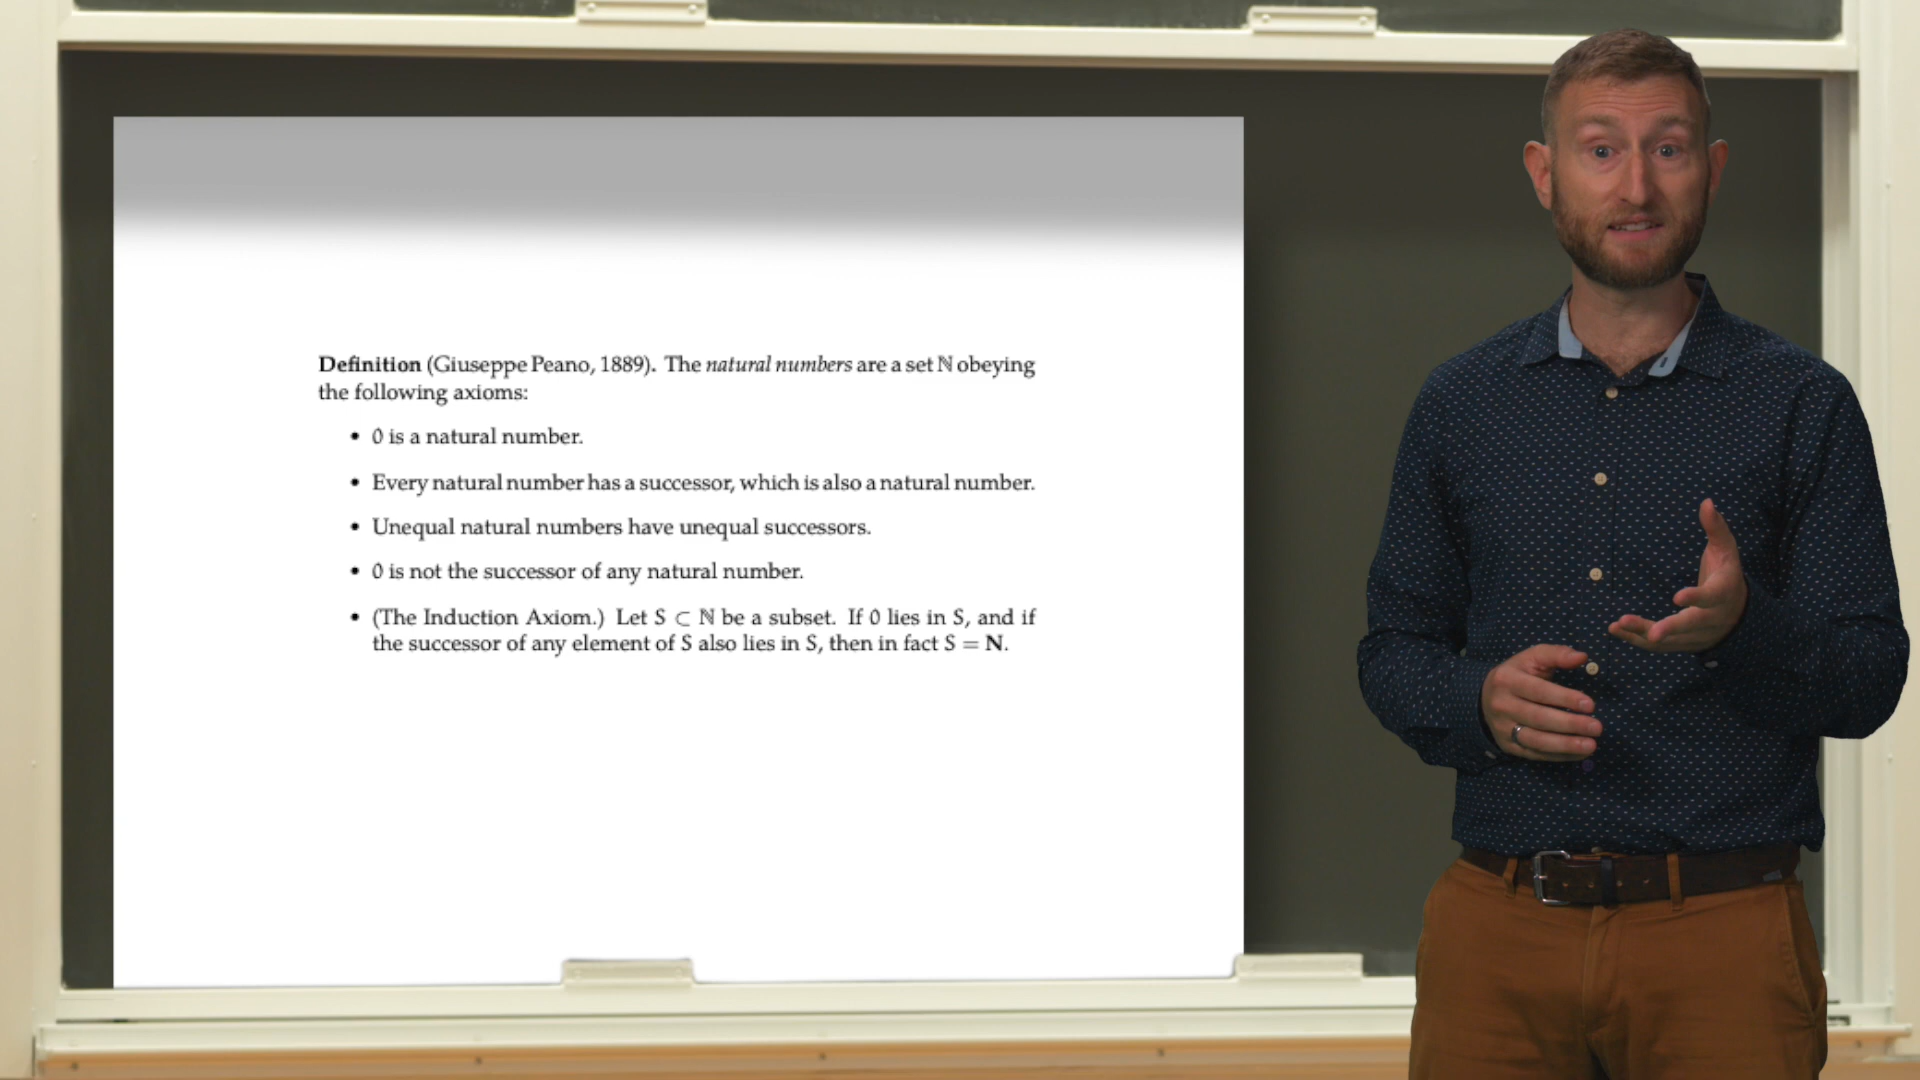 Definition (Giuseppe Peano, 1889). The natural numbers are a set ℕ obeying
the following axioms:
• 0 is a natural number.
• Every natural number has a successor, which is also a natural number.
• Unequal natural numbers have unequal successors.
• 0 is not the successor of any natural number.
• (The Induction Axiom.) Let S ⊂ ℕ be a subset. If 0 lies in S, and if
the successor of any element of S also lies in S, then in fact S = N.